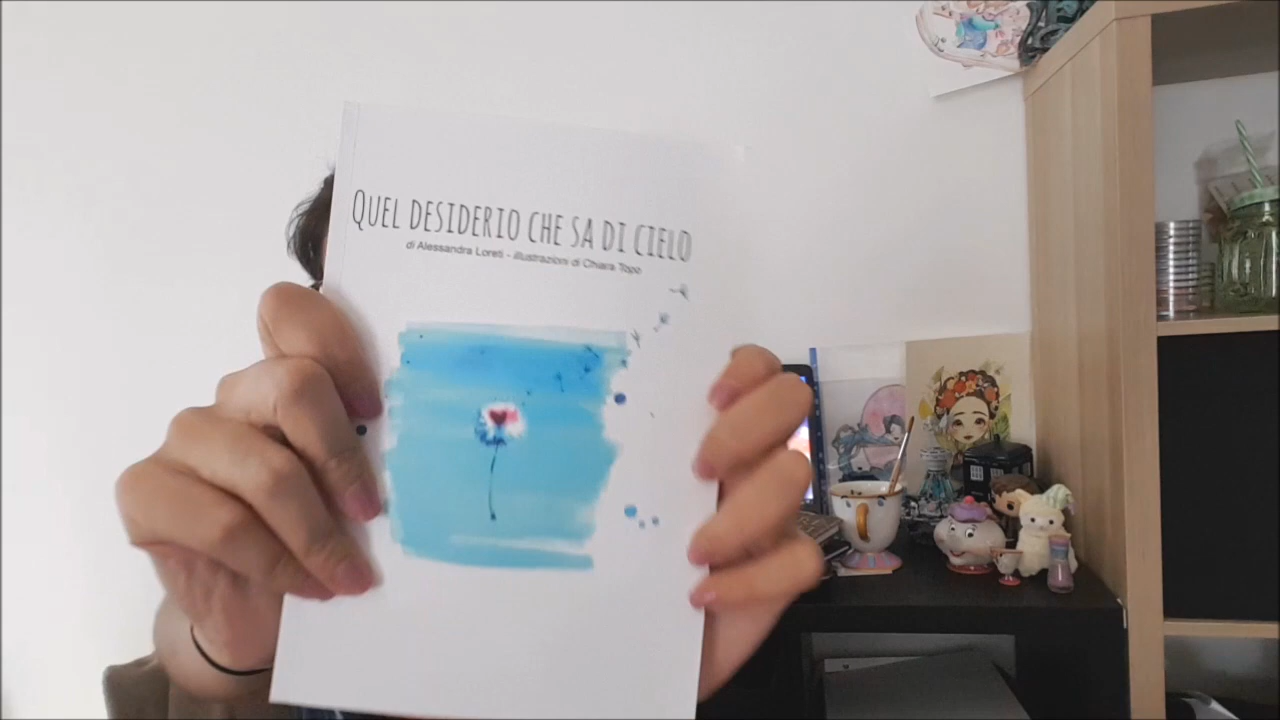 QUEL DESIDERIO CHE SA DI CIELO
di Alessandra Loreti - illustrazioni di Chiara Topo